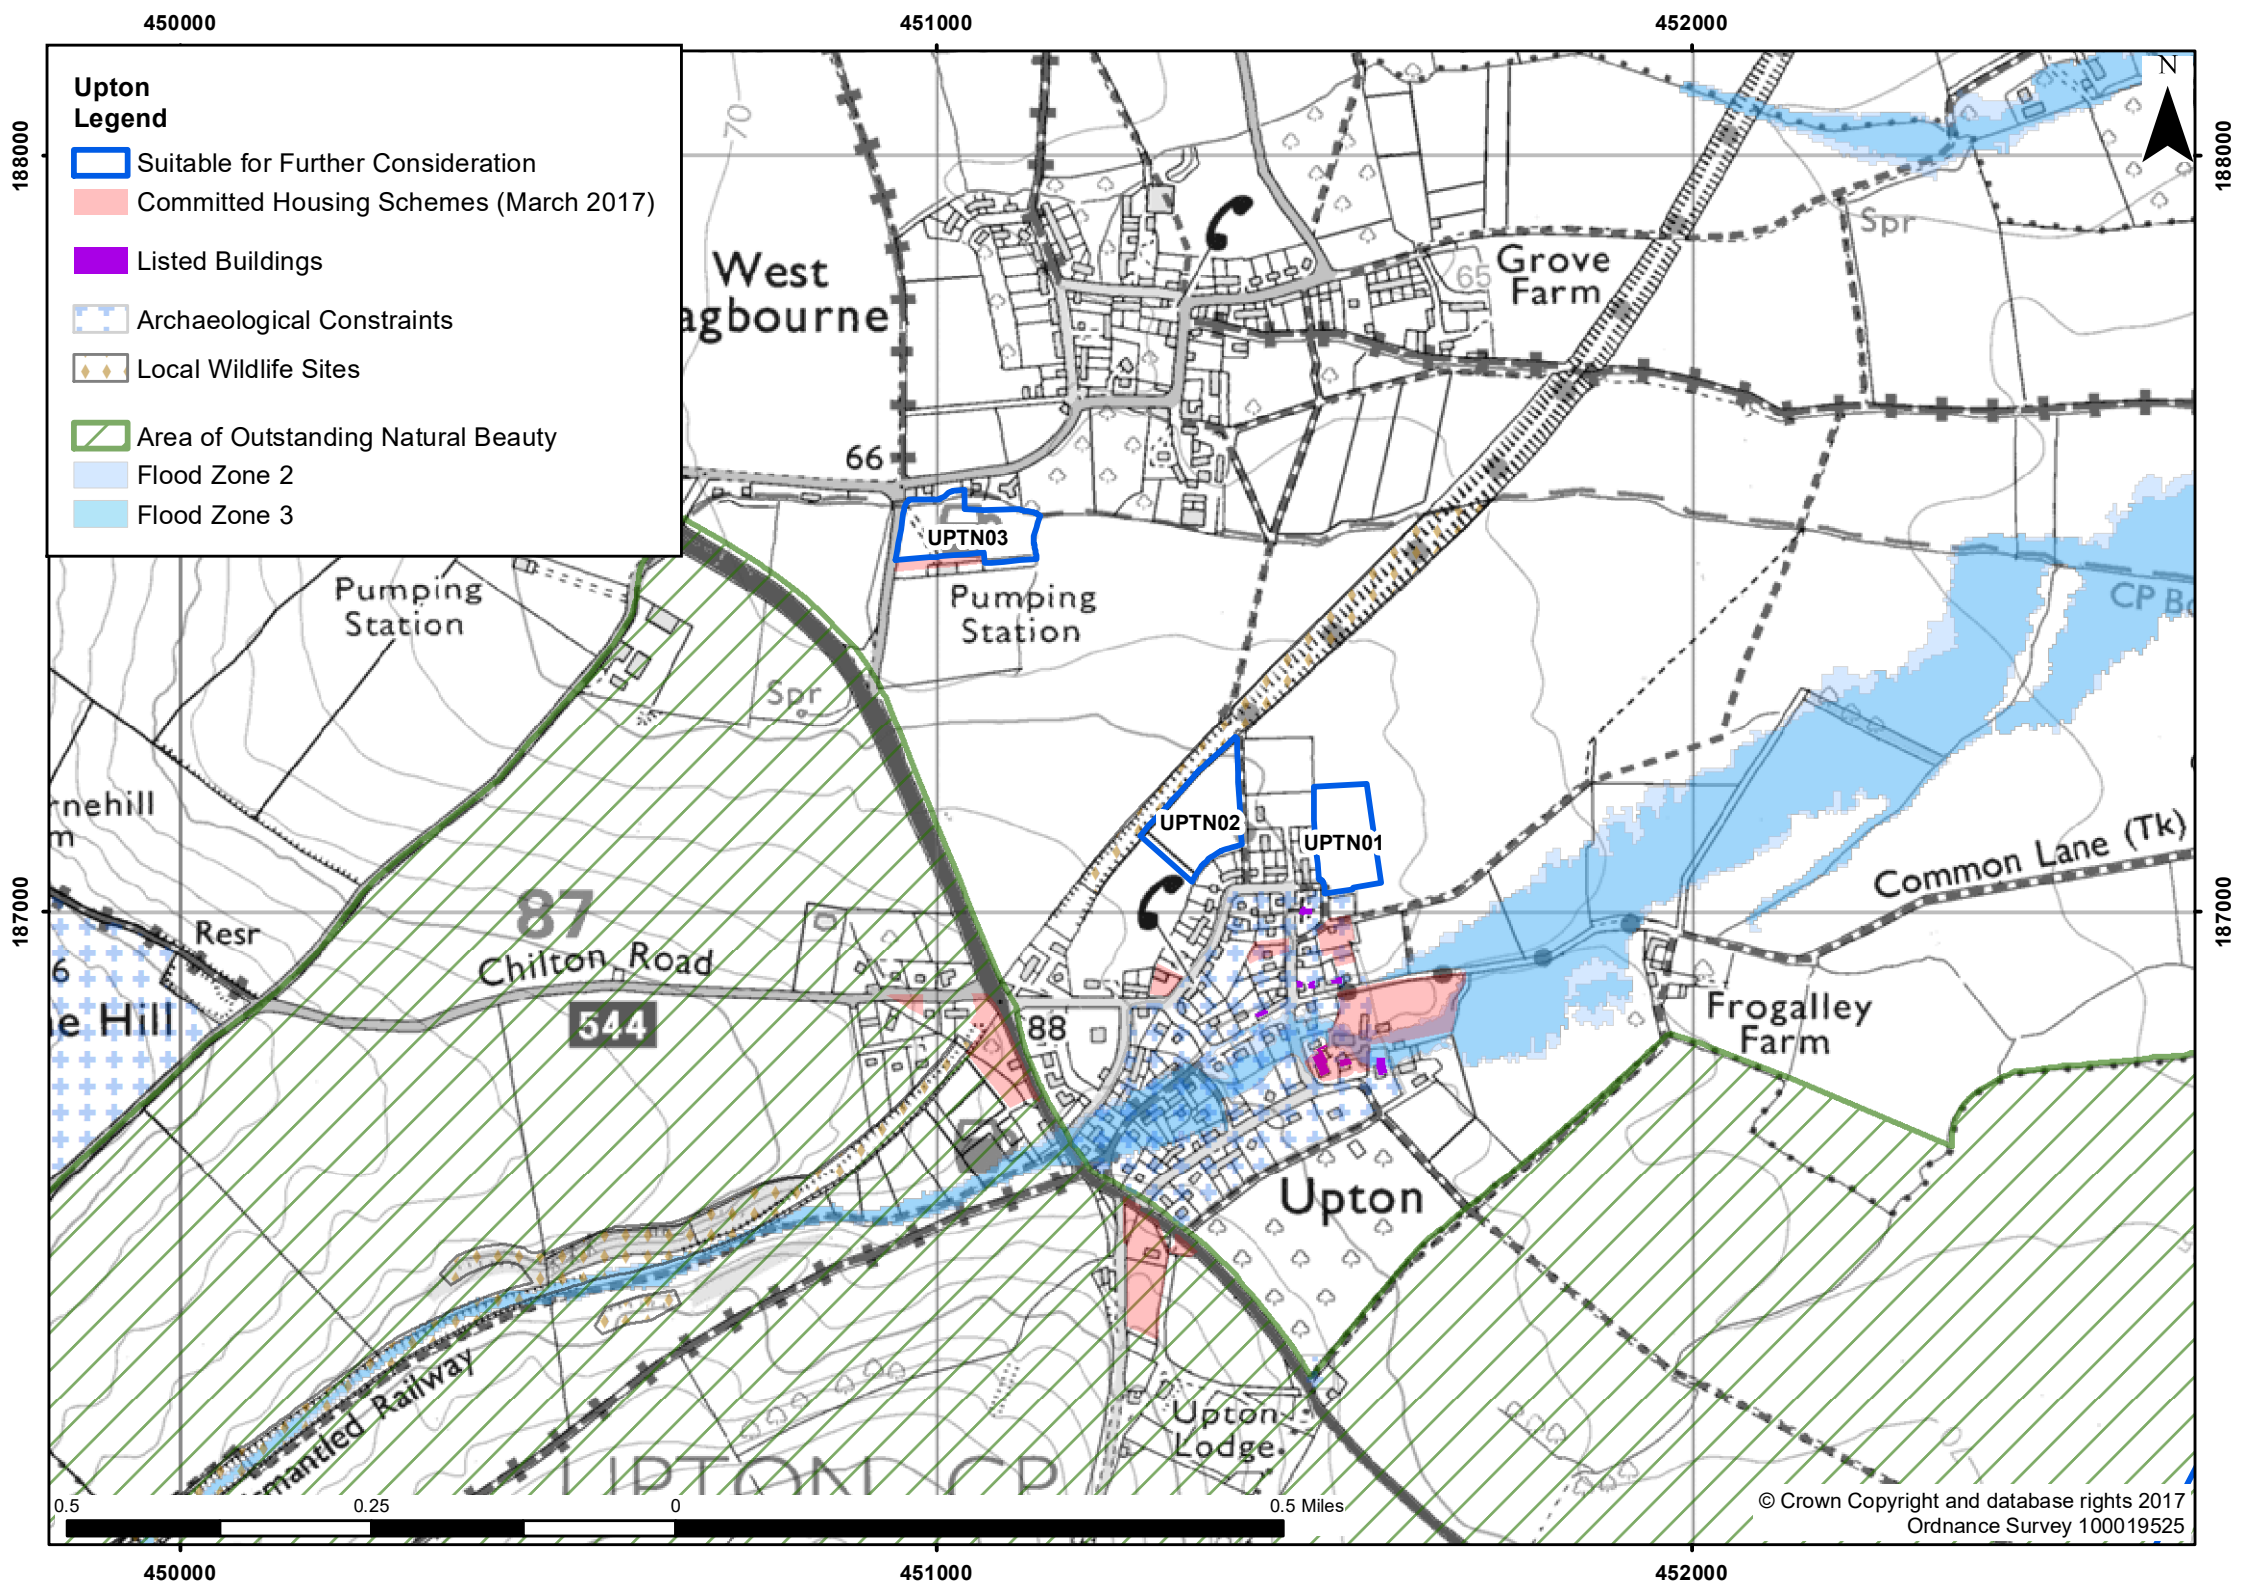 450000
451000
452000
188000
188000
187000
187000
N
Upton
Legend
Suitable for Further Consideration
Committed Housing Schemes (March 2017)
Listed Buildings
Archaeological Constraints
Local Wildlife Sites
Area of Outstanding Natural Beauty
Flood Zone 2
Flood Zone 3
70
West
agbourne
Grove
Farm
65
Spr
66
UPTN03
Pumping
Station
Pumping
Station
Spr
CP Bo
UPTN02
UPTN01
rnehill
m
87
Resr
Chilton Road
544
6
e Hill
88
Common Lane (Tk)
Frogalley
Farm
Upton
Upton
Lodge
mantled Railway
UPTON CP
70
0.5
0.25
0
0.5 Miles
© Crown Copyright and database rights 2017
Ordnance Survey 100019525
450000
451000
452000